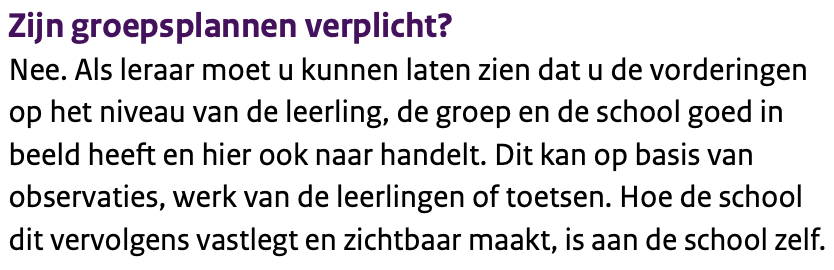 Zijn groepsplannen verplicht?
Nee. Als leraar moet u kunnen laten zien dat u de vorderingen
op het niveau van de leerling, de groep en de school goed in
beeld heeft en hier ook naar handelt. Dit kan op basis van
observaties, werk van de leerlingen of toetsen. Hoe de school
dit vervolgens vastlegt en zichtbaar maakt, is aan de school zelf.